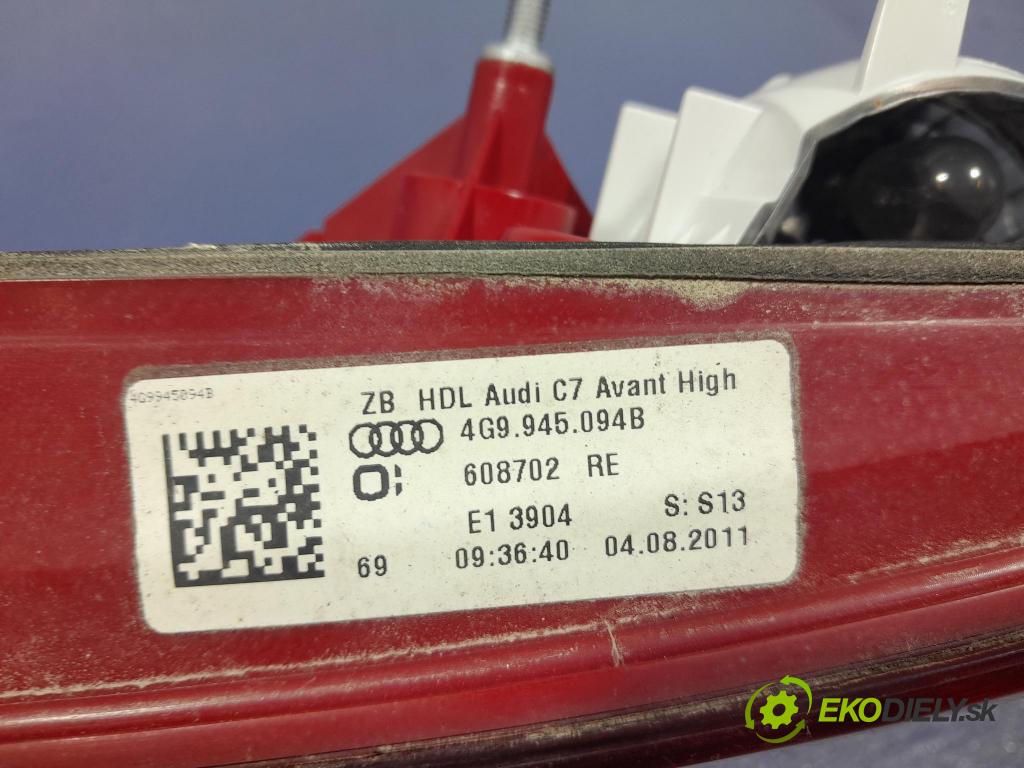 4G9945094B
ZB HDL Audi C7 Avant High
4G9.945.094B
608702 RE
E1 3904 S: S13
69 09:36:40 04.08.2011
EKODIELY.sk